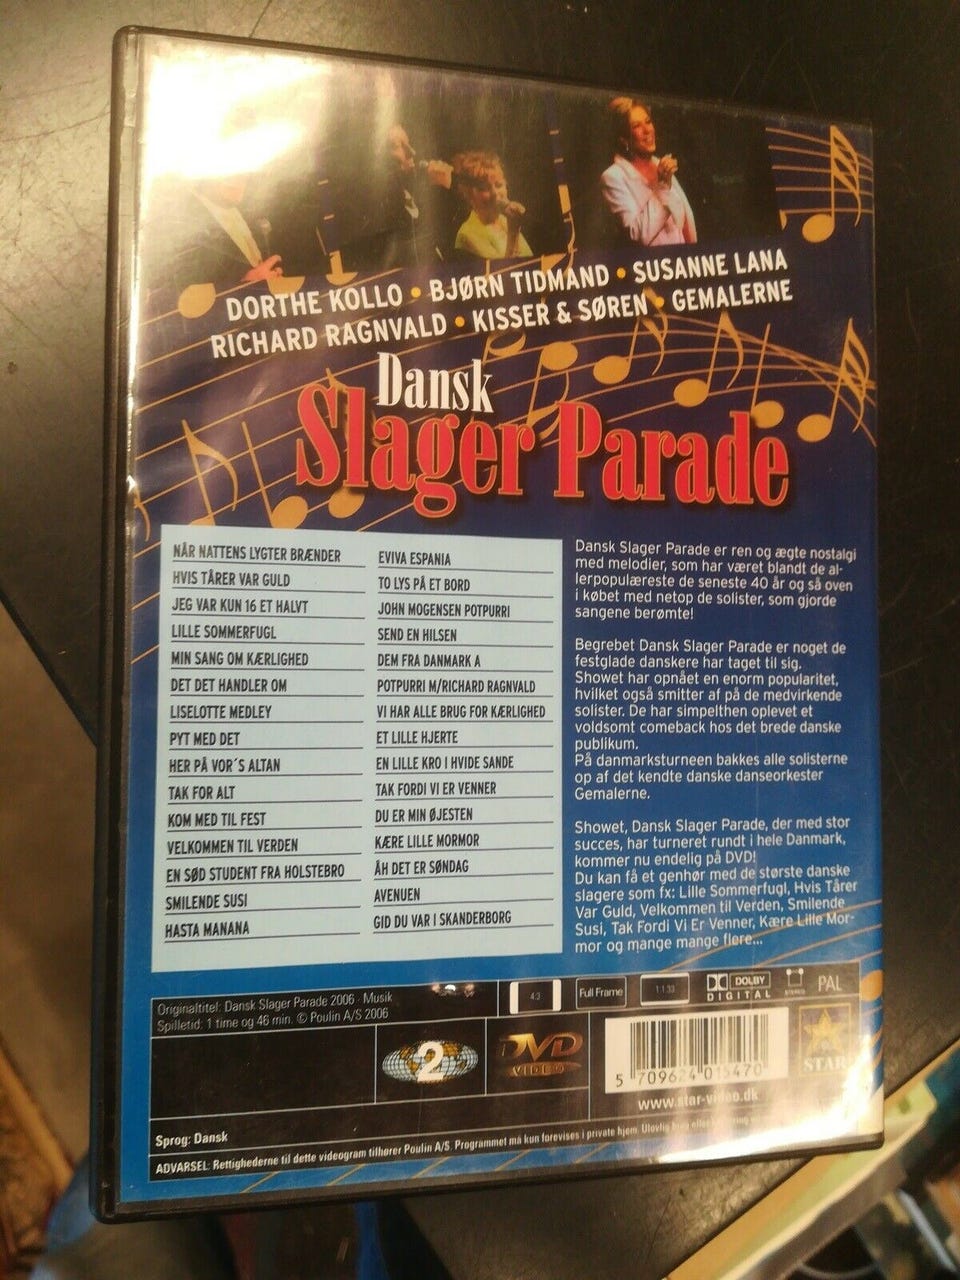 DORTHE KOLLO • BJØRN TIDMAND • SUSANNE LANA
RICHARD RAGNVALD • KISSER & SØREN • GEMALERNE
Dansk
Slager Parade
NÅR NATTENS LYGTER BRÆNDER
HVIS TÅRER VAR GULD
JEG VAR KUN 16 ET HALVT
LILLE SOMMERFUGL
MIN SANG OM KÆRLIGHED
DET DET HANDLER OM
LISELOTTE MEDLEY
PYT MED DET
HER PÅ VOR´S ALTAN
TAK FOR ALT
KOM MED TIL FEST
VELKOMMEN TIL VERDEN
EN SØD STUDENT FRA HOLSTEBRO
SMILENDE SUSI
HASTA MANANA
EVIVA ESPANIA
TO LYS PÅ ET BORD
JOHN MOGENSEN POTPURRI
SEND EN HILSEN
DEM FRA DANMARK A
POTPURRI M/RICHARD RAGNVALD
VI HAR ALLE BRUG FOR KÆRLIGHED
ET LILLE HJERTE
EN LILLE KRO I HVIDE SANDE
TAK FORDI VI ER VENNER
DU ER MIN ØJESTEN
KÆRE LILLE MORMOR
ÅH DET ER SØNDAG
AVENUEN
GID DU VAR I SKANDERBORG
Dansk Slager Parade er ren og ægte nostalgi
med melodier, som har været blandt de al-
lerpopulæreste de seneste 40 år og så oven
i købet med netop de solister, som gjorde
sangene berømte!
Begrebet Dansk Slager Parade er noget de
festglade danskere har taget til sig.
Showet har opnået en enorm popularitet,
hvilket også smitter af på de medvirkende
solister. De har simpelthen oplevet et
voldsomt comeback hos det brede danske
publikum.
På danmarksturneen bakkes alle solisterne
op af det kendte danske danseorkester
Gemalerne.
Showet, Dansk Slager Parade, der med stor
succes, har turneret rundt i hele Danmark,
kommer nu endelig på DVD!
Du kan få et genhør med de største danske
slagere som fx: Lille Sommerfugl, Hvis Tårer
Var Guld, Velkommen til Verden, Smilende
Susi, Tak Fordi Vi Er Venner, Kære Lille Mor-
mor og mange mange flere...
Originaltitel: Dansk Slager Parade 2006 · Musik
Spilletid: 1 time og 46 min. © Poulin A/S 2006
4:3
Full Frame
1:1.33
DOLBY
DIGITAL
STEREO
PAL
2
DVD
VIDEO
5 709624 015470
STAR
www.star-video.dk
Sprog: Dansk
ADVARSEL: Rettighederne til dette videogram tilhører Poulin A/S. Programmet må kun forevises i private hjem. Ulovlig brug eller